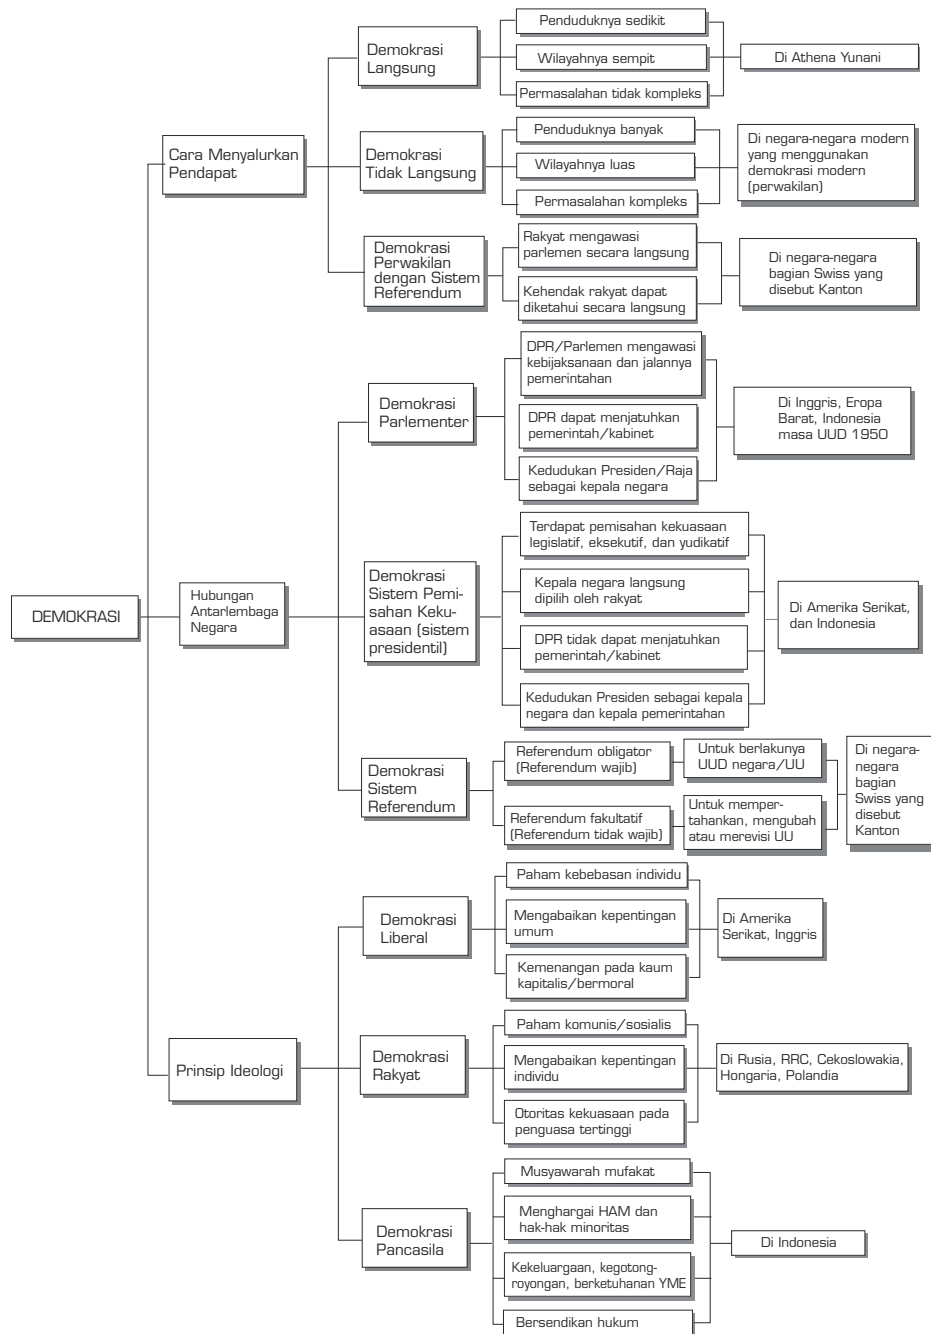 DEMOKRASI
Cara Menyalurkan
Pendapat
Demokrasi
Langsung
Penduduknya sedikit
Wilayahnya sempit
Permasalahan tidak kompleks
Di Athena Yunani
Demokrasi
Tidak Langsung
Penduduknya banyak
Wilayahnya luas
Permasalahan kompleks
Di negara-negara modern
yang menggunakan
demokrasi modern
(perwakilan)
Demokrasi
Perwakilan
dengan Sistem
Referendum
Rakyat mengawasi
parlemen secara langsung
Kehendak rakyat dapat
diketahui secara langsung
Di negara-negara
bagian Swiss yang
disebut Kanton
Hubungan
Antarlembaga
Negara
Demokrasi
Parlementer
DPR/Parlemen mengawasi
kebijaksanaan dan jalannya
pemerintahan
DPR dapat menjatuhkan
pemerintah/kabinet
Kedudukan Presiden/Raja
sebagai kepala negara
Di Inggris, Eropa
Barat, Indonesia
masa UUD 1950
Demokrasi
Sistem Pemi-
sahan Keku-
asaan (sistem
presidentil)
Terdapat pemisahan kekuasaan
legislatif, eksekutif, dan yudikatif
Kepala negara langsung
dipilih oleh rakyat
DPR tidak dapat menjatuhkan
pemerintah/kabinet
Kedudukan Presiden sebagai kepala
negara dan kepala pemerintahan
Di Amerika Serikat,
dan Indonesia
Demokrasi
Sistem
Referendum
Referendum obligator
(Referendum wajib)
Untuk berlakunya
UUD negara/UU
Referendum fakultatif
(Referendum tidak wajib)
Untuk memper-
tahankan, mengubah
atau merevisi UU
Di negara-
negara
bagian
Swiss yang
disebut
Kanton
Prinsip Ideologi
Demokrasi
Liberal
Paham kebebasan individu
Mengabaikan kepentingan
umum
Kemenangan pada kaum
kapitalis/bermoral
Di Amerika
Serikat, Inggris
Demokrasi
Rakyat
Paham komunis/sosialis
Mengabaikan kepentingan
individu
Otoritas kekuasaan pada
penguasa tertinggi
Di Rusia, RRC, Cekoslowakia,
Hongaria, Polandia
Demokrasi
Pancasila
Musyawarah mufakat
Menghargai HAM dan
hak-hak minoritas
Kekeluargaan, kegotong-
royongan, berketuhanan YME
Bersendikan hukum
Di Indonesia